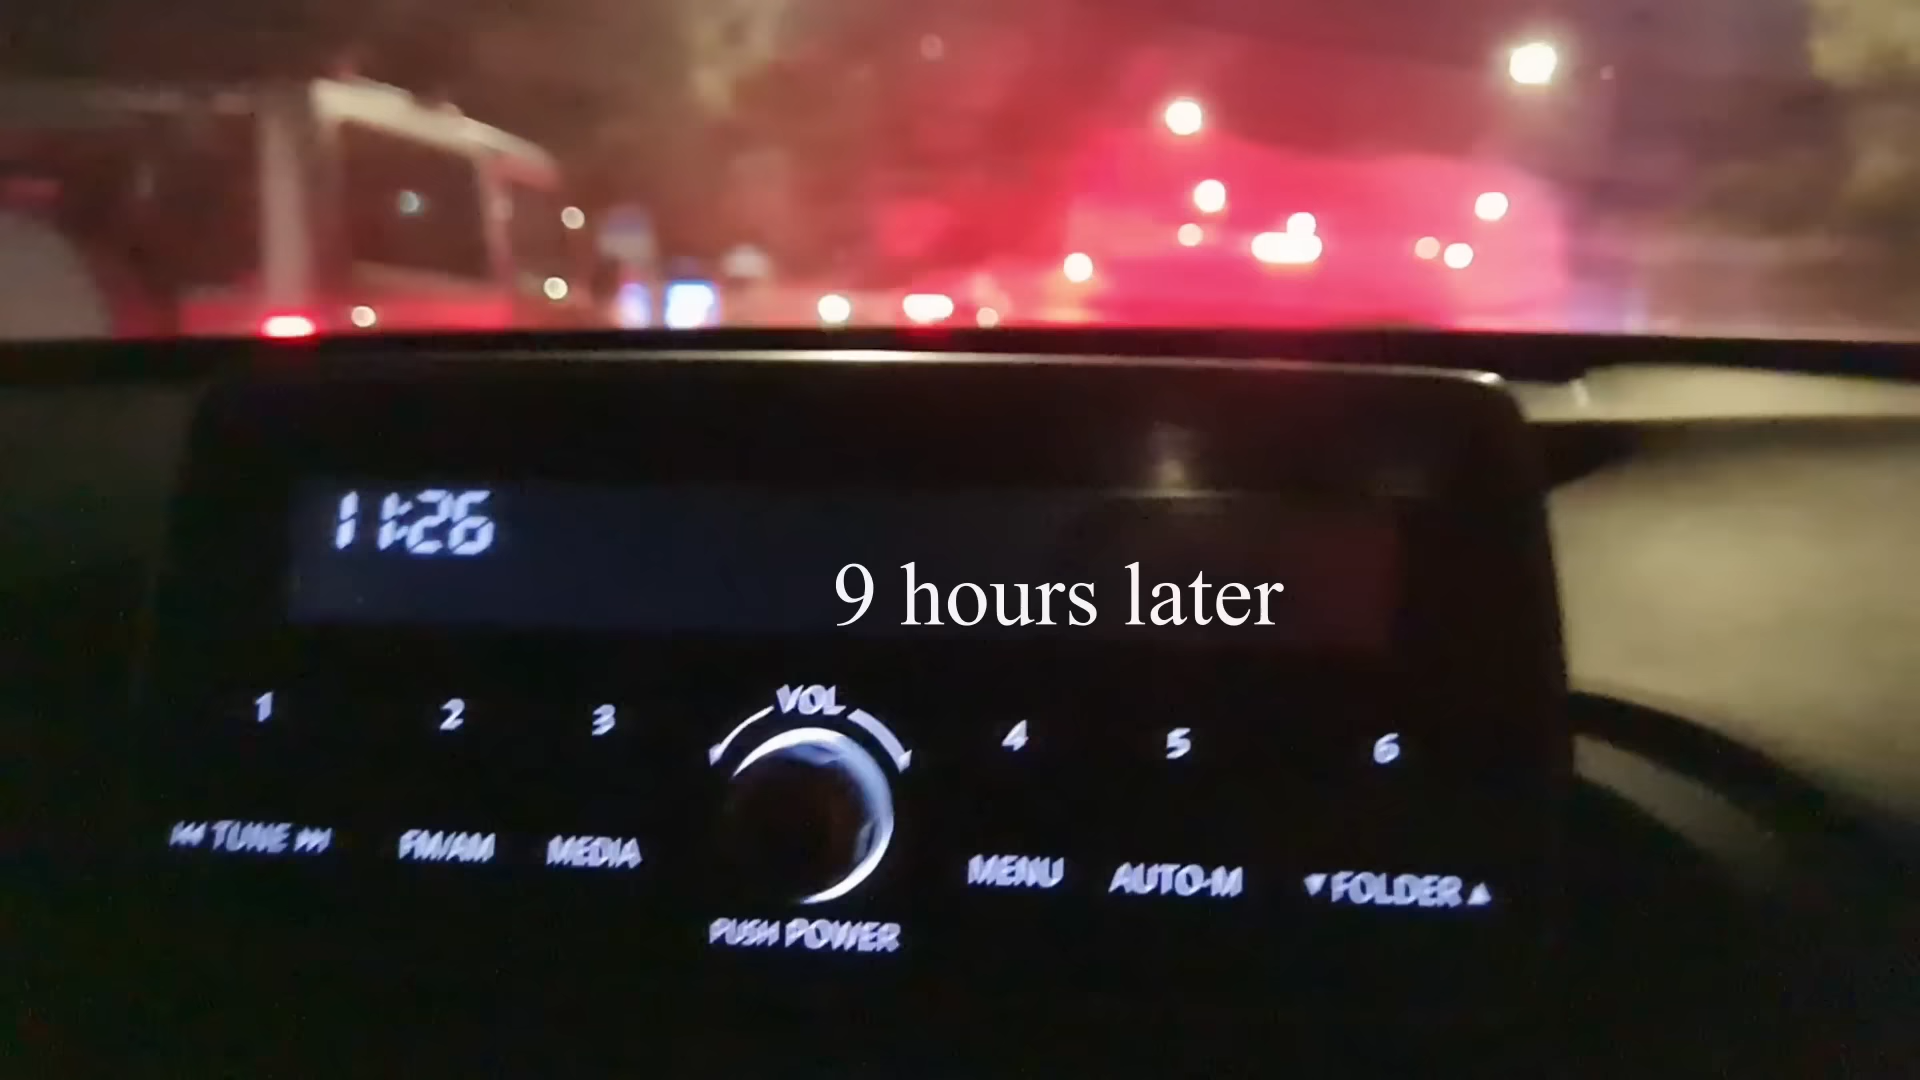 11:26
9 hours later
VOL
1 2 3 4 5 6
TUNE FM/AM MEDIA MENU AUTO-M ▼FOLDER▲
PUSH POWER